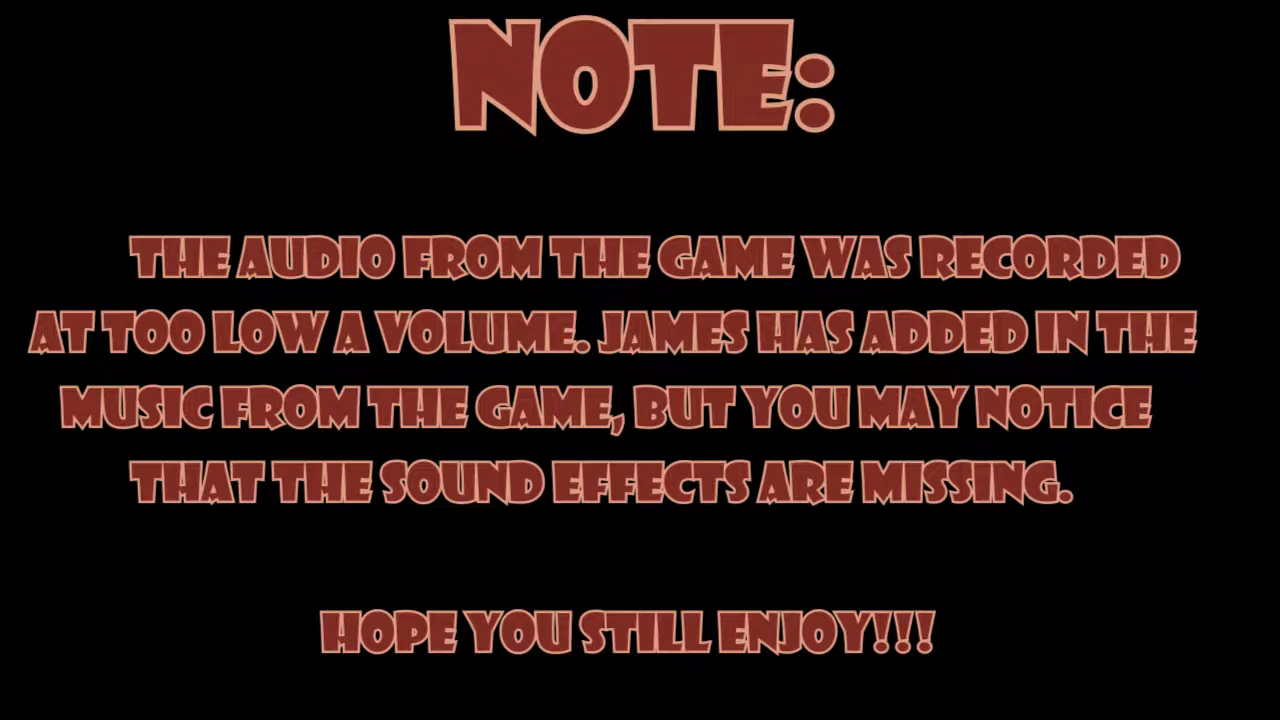 NOTE:
THE AUDIO FROM THE GAME WAS RECORDED
AT TOO LOW A VOLUME. JAMES HAS ADDED IN THE
MUSIC FROM THE GAME, BUT YOU MAY NOTICE
THAT THE SOUND EFFECTS ARE MISSING.
HOPE YOU STILL ENJOY!!!